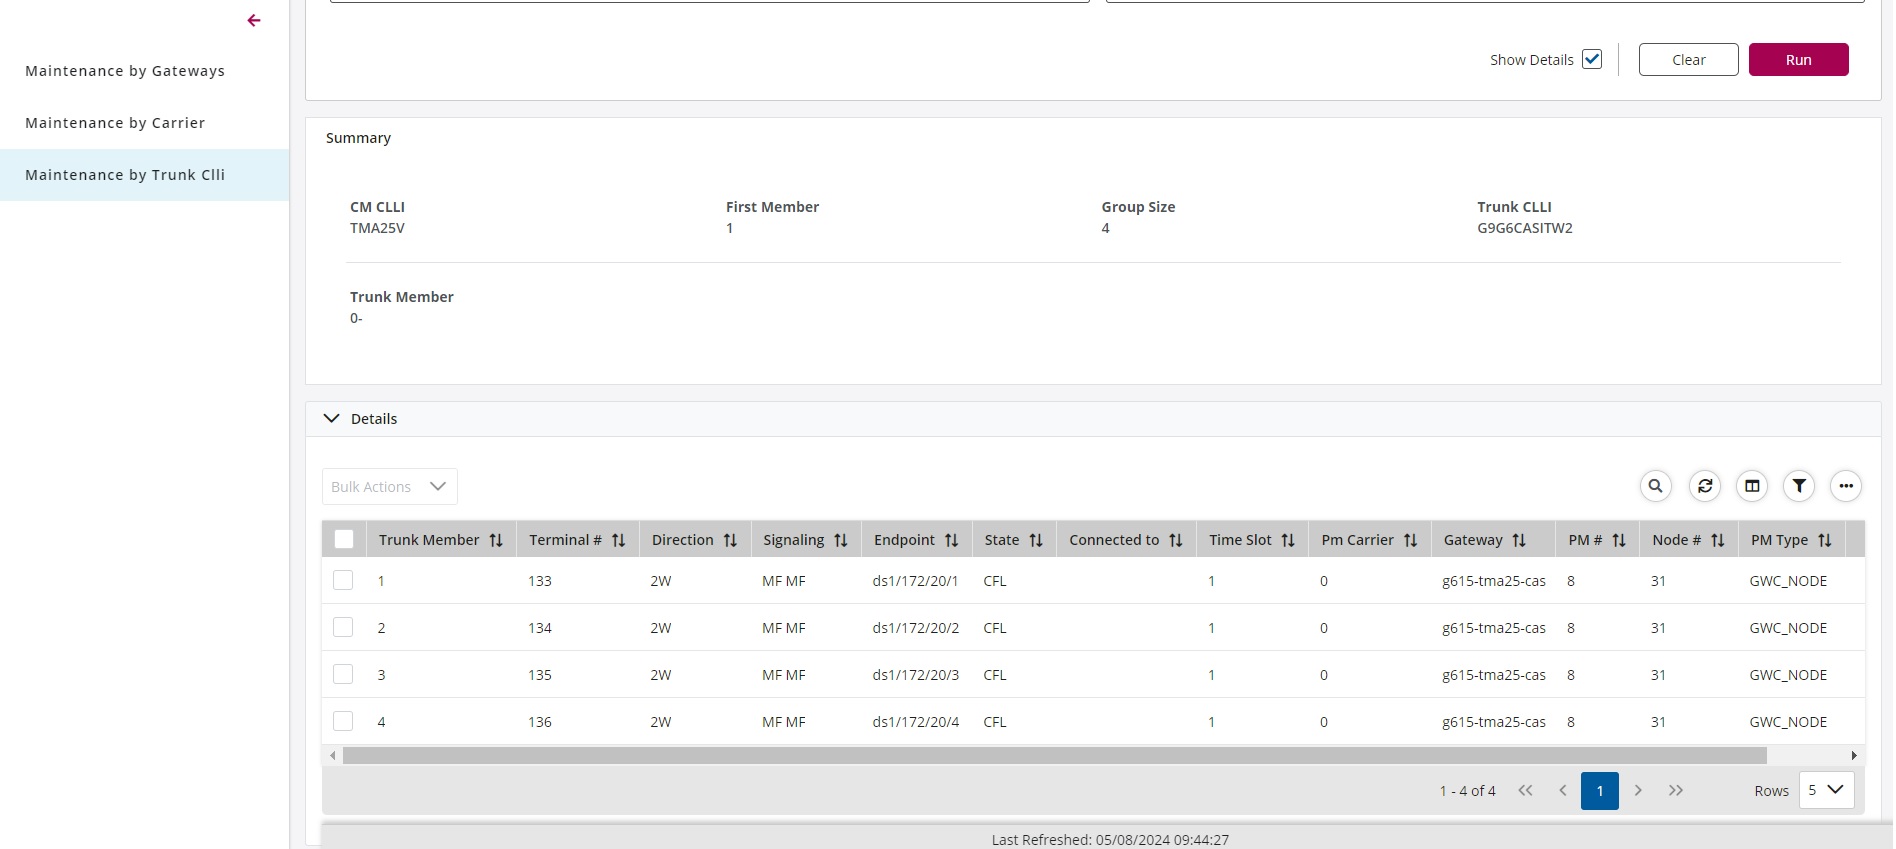 Maintenance by Gateways
Maintenance by Carrier
Maintenance by Trunk Clli
Show Details
Clear
Run
Summary
CM CLLI First Member Group Size Trunk CLLI
TMA25V 1 4 G9G6CASITW2
Trunk Member
0-
Details
Bulk Actions
Trunk Member Terminal # Direction Signaling Endpoint State Connected to Time Slot Pm Carrier Gateway PM # Node # PM Type
1 133 2W MF MF ds1/172/20/1 CFL 1 0 g615-tma25-cas 8 31 GWC_NODE
2 134 2W MF MF ds1/172/20/2 CFL 1 0 g615-tma25-cas 8 31 GWC_NODE
3 135 2W MF MF ds1/172/20/3 CFL 1 0 g615-tma25-cas 8 31 GWC_NODE
4 136 2W MF MF ds1/172/20/4 CFL 1 0 g615-tma25-cas 8 31 GWC_NODE
1 - 4 of 4 1 Rows 5
Last Refreshed: 05/08/2024 09:44:27